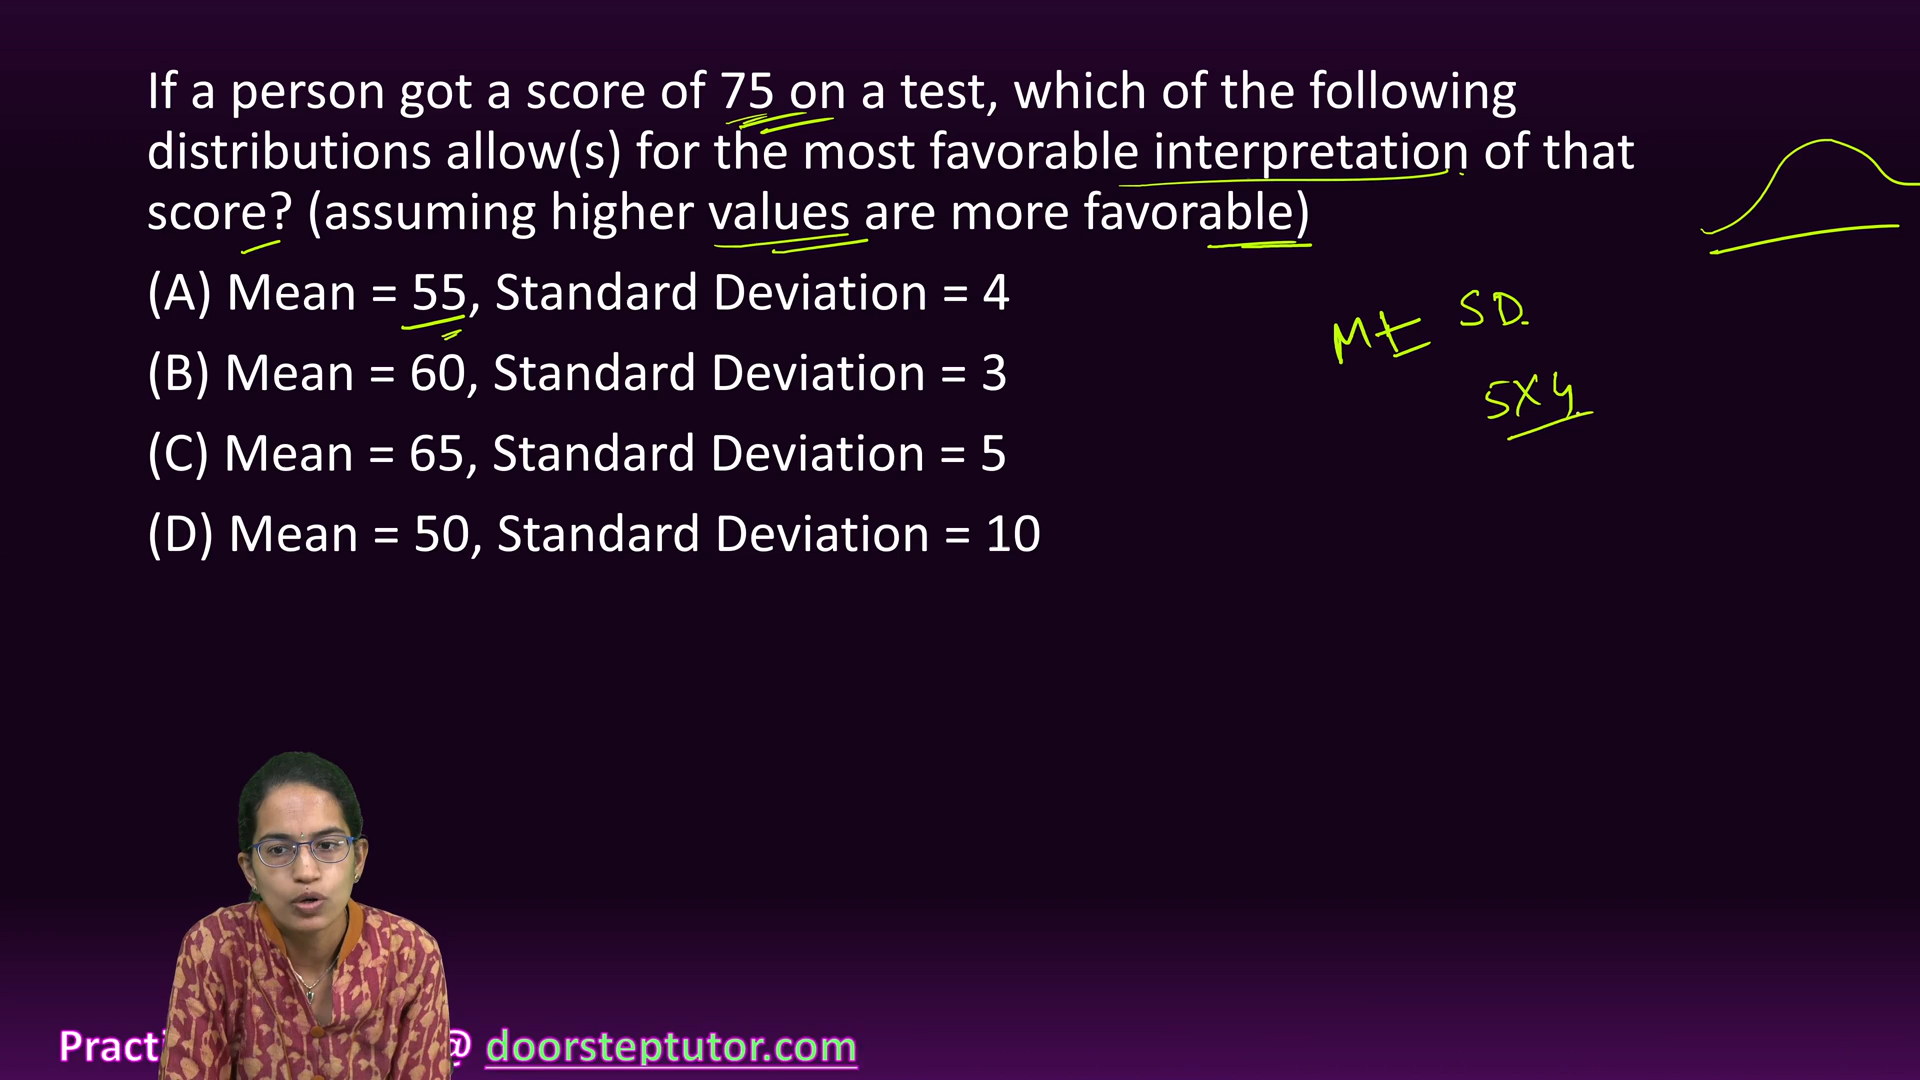 If a person got a score of 75 on a test, which of the following
distributions allow(s) for the most favorable interpretation of that
score? (assuming higher values are more favorable)
(A) Mean = 55, Standard Deviation = 4
(B) Mean = 60, Standard Deviation = 3
(C) Mean = 65, Standard Deviation = 5
(D) Mean = 50, Standard Deviation = 10
M ± SD.
5x4
Practi @ doorsteptutor.com